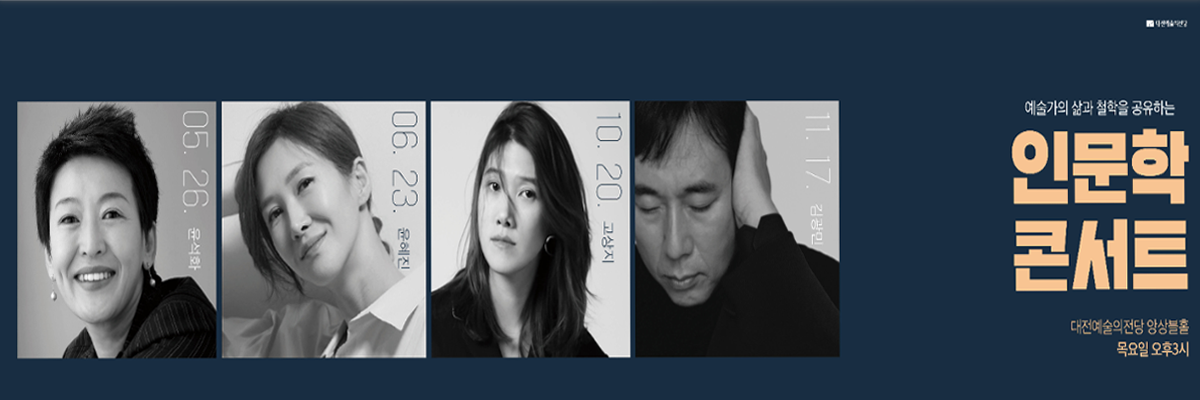 대전예술의전당
05. 26. 윤석화
06. 23. 윤혜진
10. 20. 고상지
11. 17. 김광민
예술가의 삶과 철학을 공유하는
인문학
콘서트
대전예술의전당 앙상블홀
목요일 오후3시